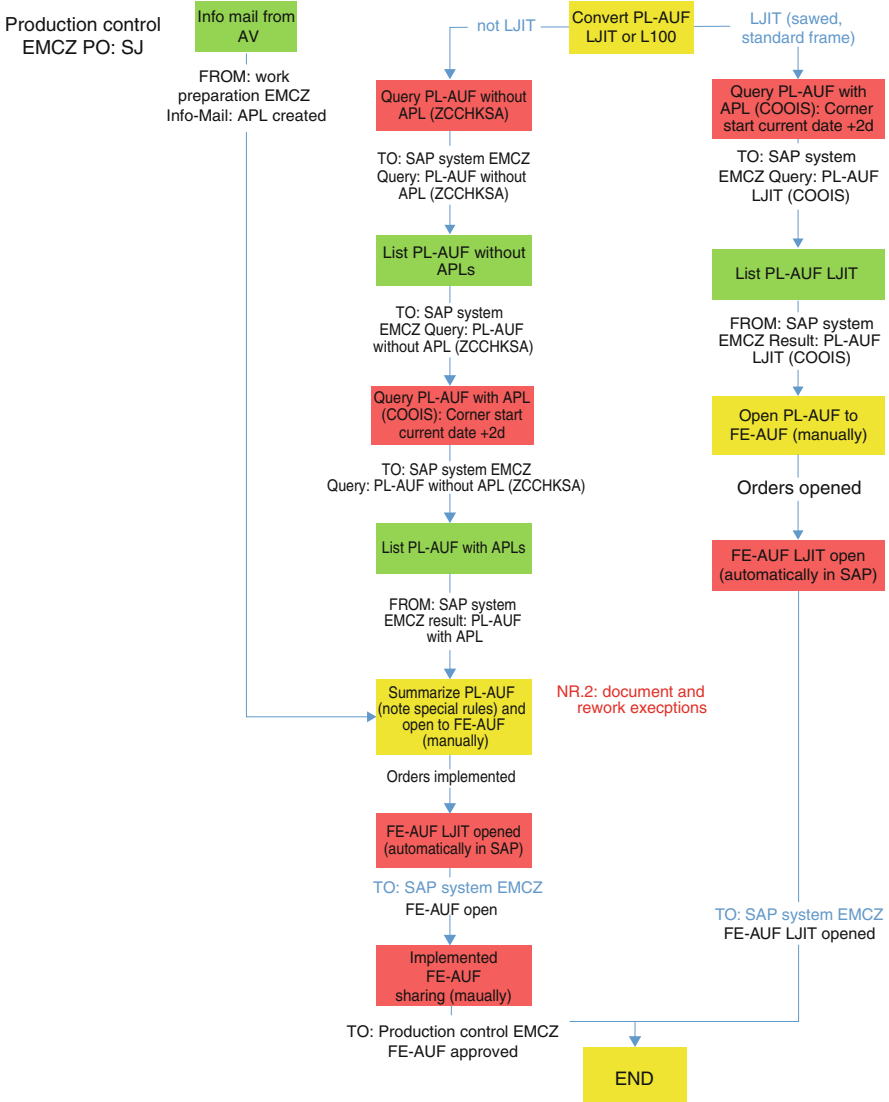 Production control
EMCZ PO: SJ
Info mail from
AV
FROM: work
preparation EMCZ
Info-Mail: APL created
not LJIT
Convert PL-AUF
LJIT or L100
LJIT (sawed,
standard frame)
Query PL-AUF without
APL (ZCCHKSA)
TO: SAP system EMCZ
Query: PL-AUF without
APL (ZCCHKSA)
List PL-AUF without
APLs
TO: SAP system
EMCZ Query: PL-AUF
without APL (ZCCHKSA)
Query PL-AUF with APL
(COOIS): Corner start
current date +2d
TO: SAP system EMCZ
Query: PL-AUF without APL (ZCCHKSA)
List PL-AUF with APLs
FROM: SAP system
EMCZ result: PL-AUF
with APL
Summarize PL-AUF
(note special rules) and
open to FE-AUF
(manually)
NR.2: document and
rework execptions
Orders implemented
FE-AUF LJIT opened
(automatically in SAP)
TO: SAP system EMCZ
FE-AUF open
Implemented
FE-AUF
sharing (maually)
TO: Production control EMCZ
FE-AUF approved
Query PL-AUF with
APL (COOIS): Corner
start current date +2d
TO: SAP system
EMCZ Query: PL-AUF
LJIT (COOIS)
List PL-AUF LJIT
FROM: SAP system
EMCZ Result: PL-AUF
LJIT (COOIS)
Open PL-AUF to
FE-AUF (manually)
Orders opened
FE-AUF LJIT open
(automatically in SAP)
TO: SAP system EMCZ
FE-AUF LJIT opened
END